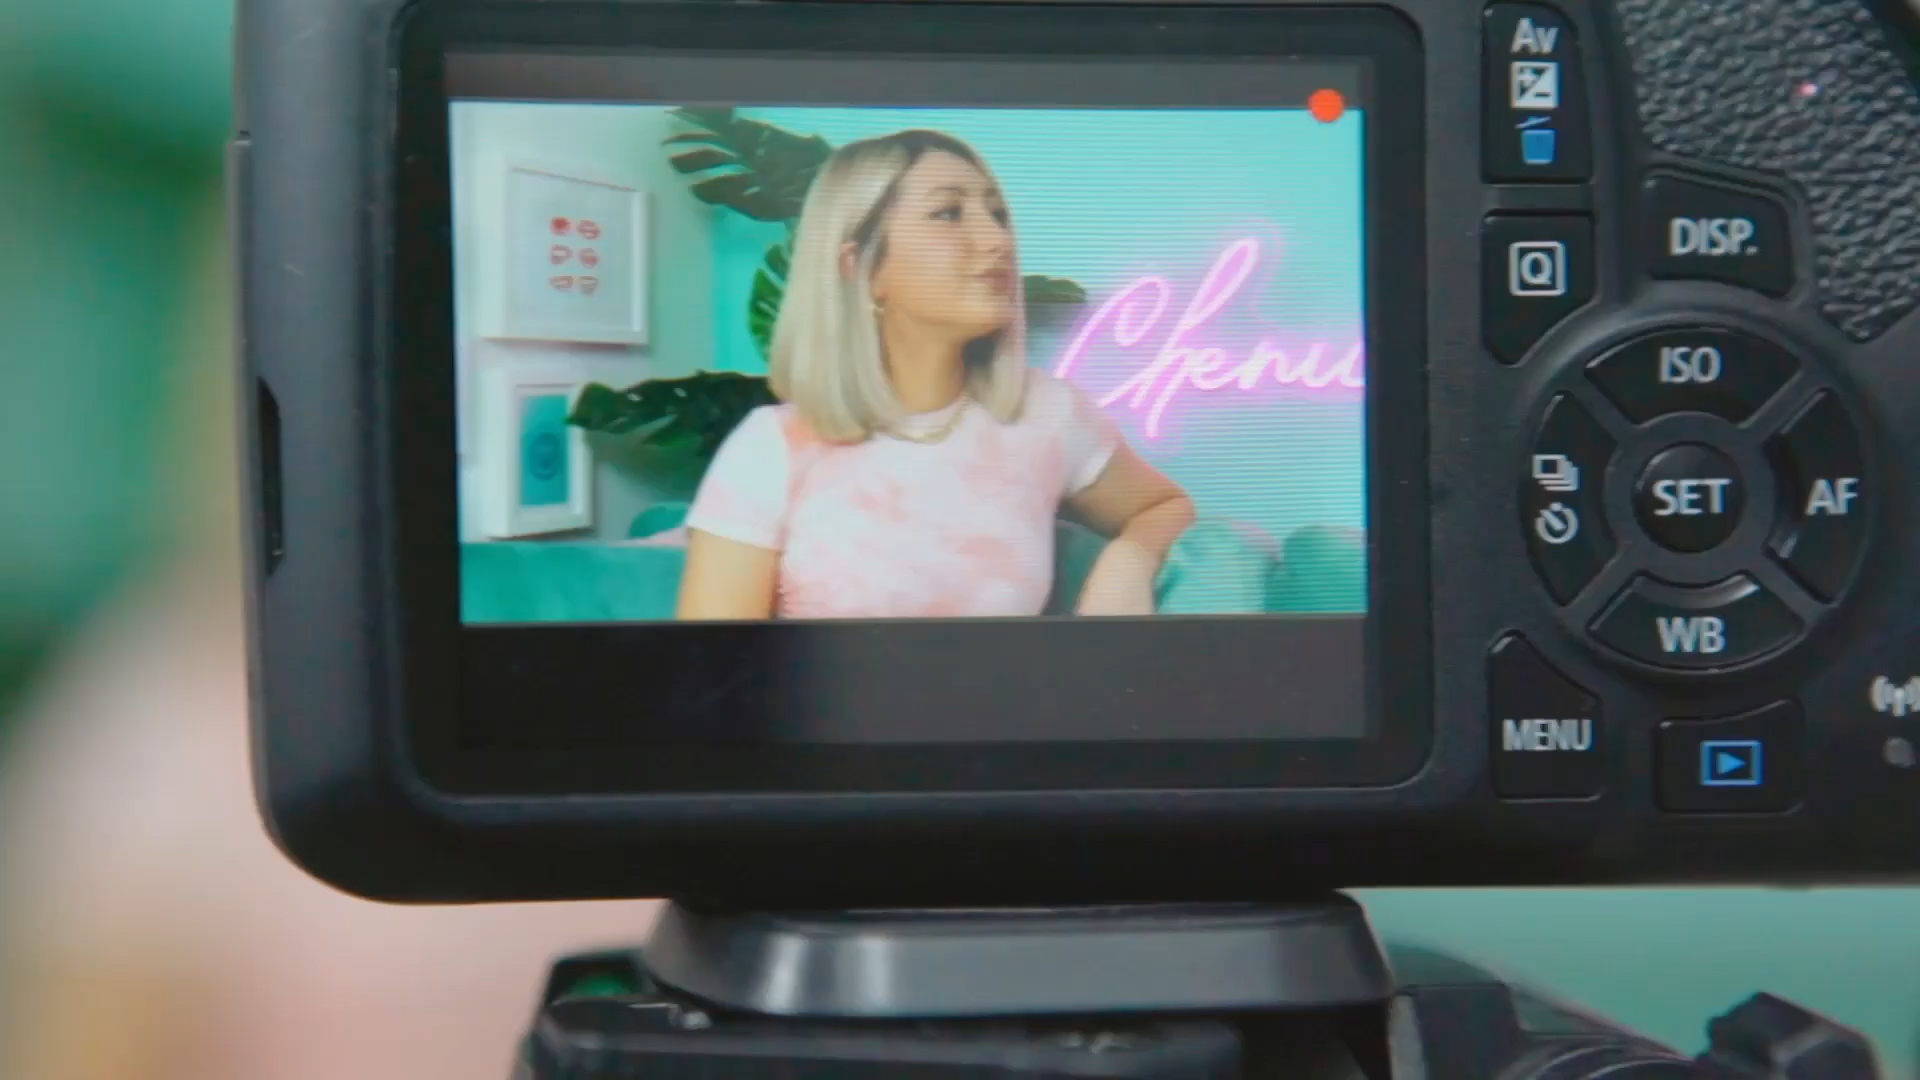 Av
DISP.
Q
ISO
SET
AF
WB
MENU